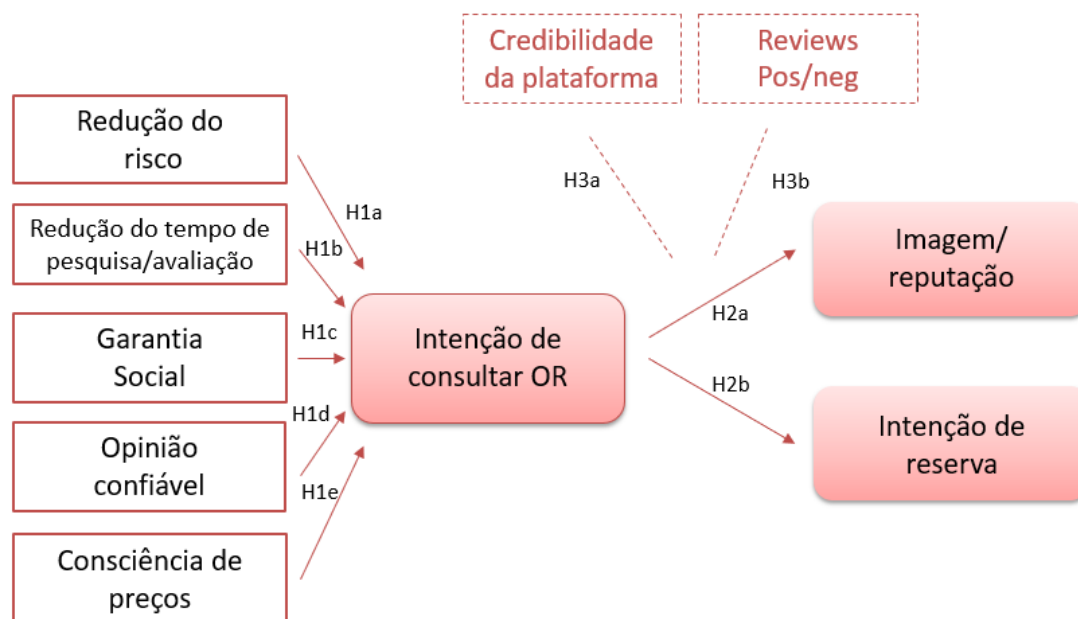 Credibilidade
da plataforma
Reviews
Pos/neg
Redução do
risco
H3a
H3b
H1a
Redução do tempo de
pesquisa/avaliação
H1b
Imagem/
reputação
Garantia
Social
H1c
Intenção de
consultar OR
H2a
H2b
Opinião
confiável
H1d
Intenção de
reserva
H1e
Consciência de
preços